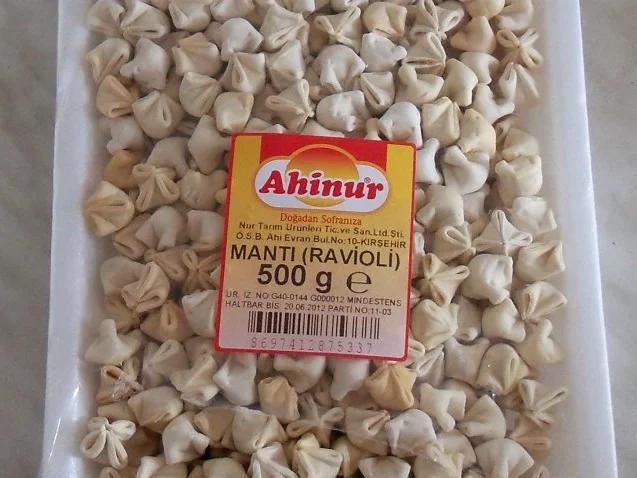 Ahinur
Doğadan Sofranıza
Nur Tarım Ürünleri Tic.ve San.Ltd.Şti.
O.S.B. Ahi Evran Bul.No:10-KIRŞEHİR
MANTI (RAVİOLİ)
500 g ℮
ÜR. İZ. NO:G40-0144 G000012 MINDESTENS
HALTBAR BIS: 20.06.2012 PARTİ NO:11-03
8697412875337